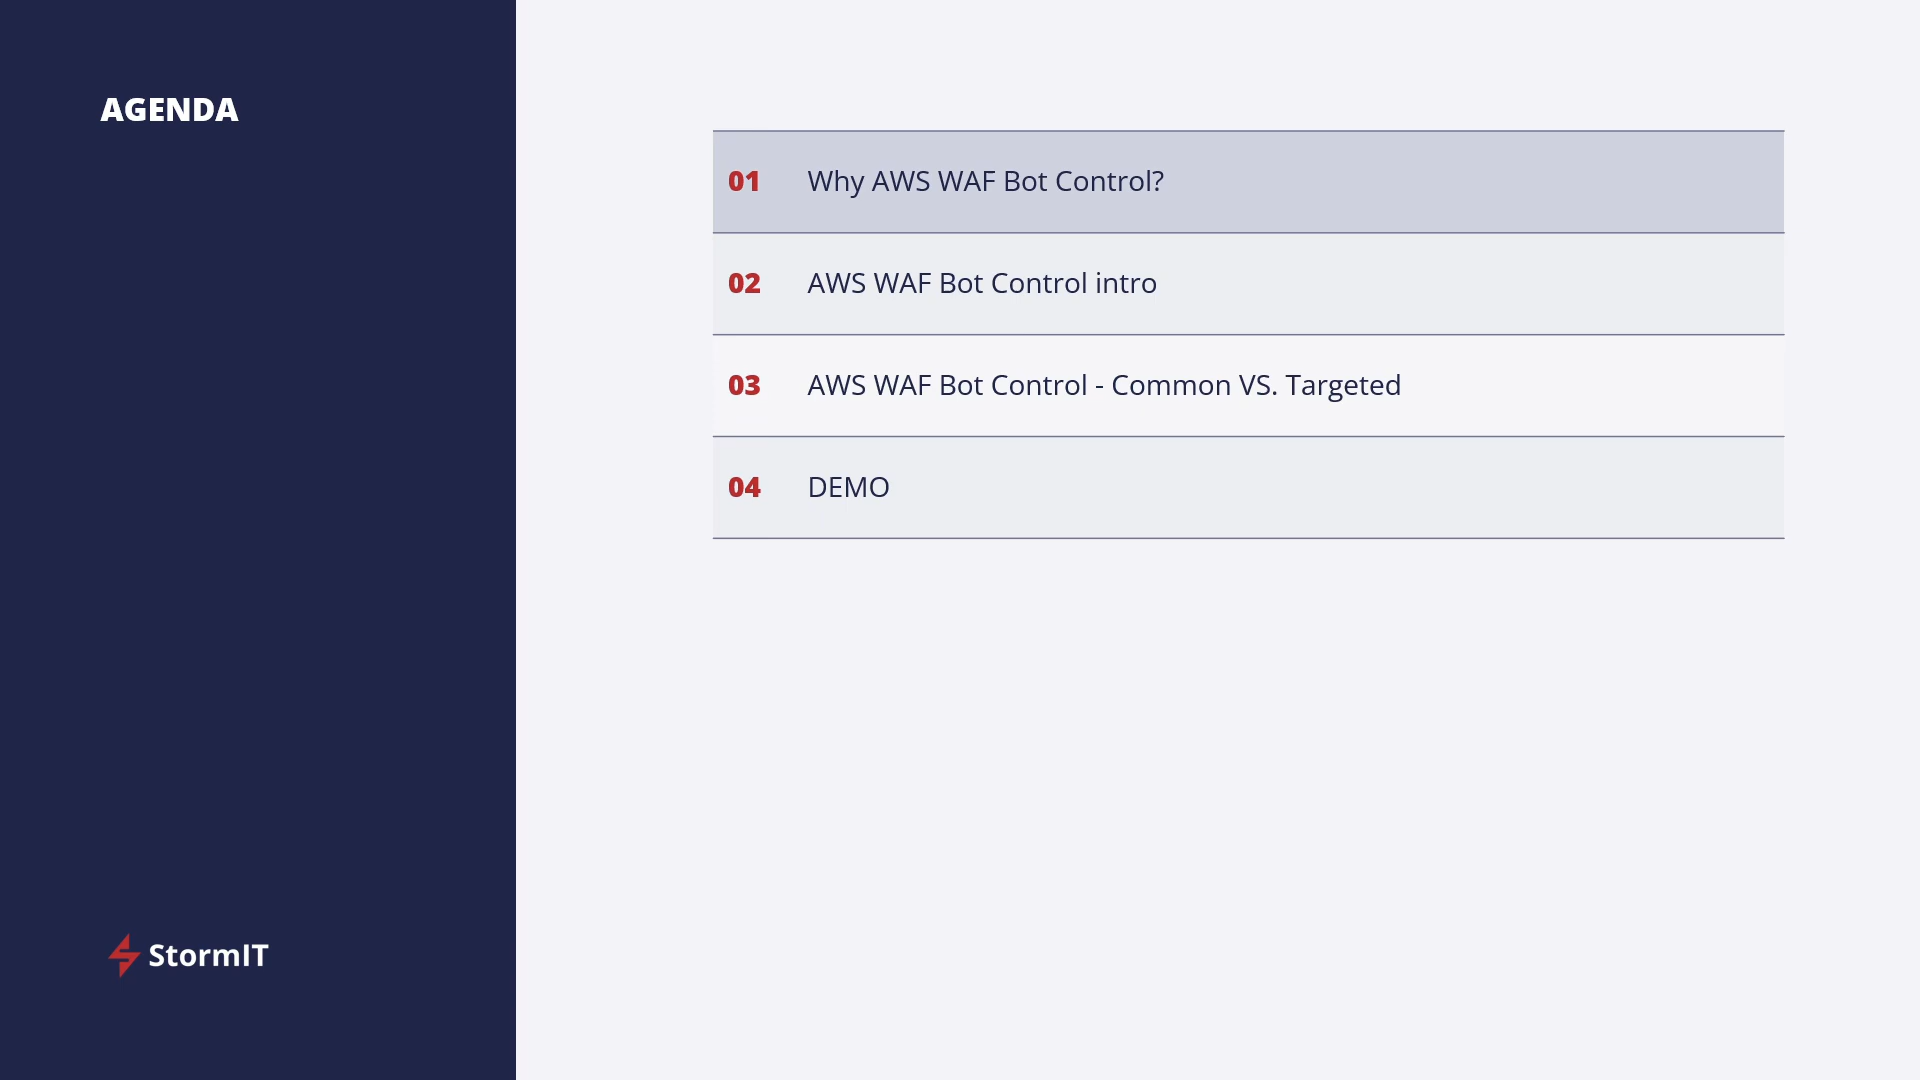 AGENDA
01 Why AWS WAF Bot Control?
02 AWS WAF Bot Control intro
03 AWS WAF Bot Control - Common VS. Targeted
04 DEMO
StormIT